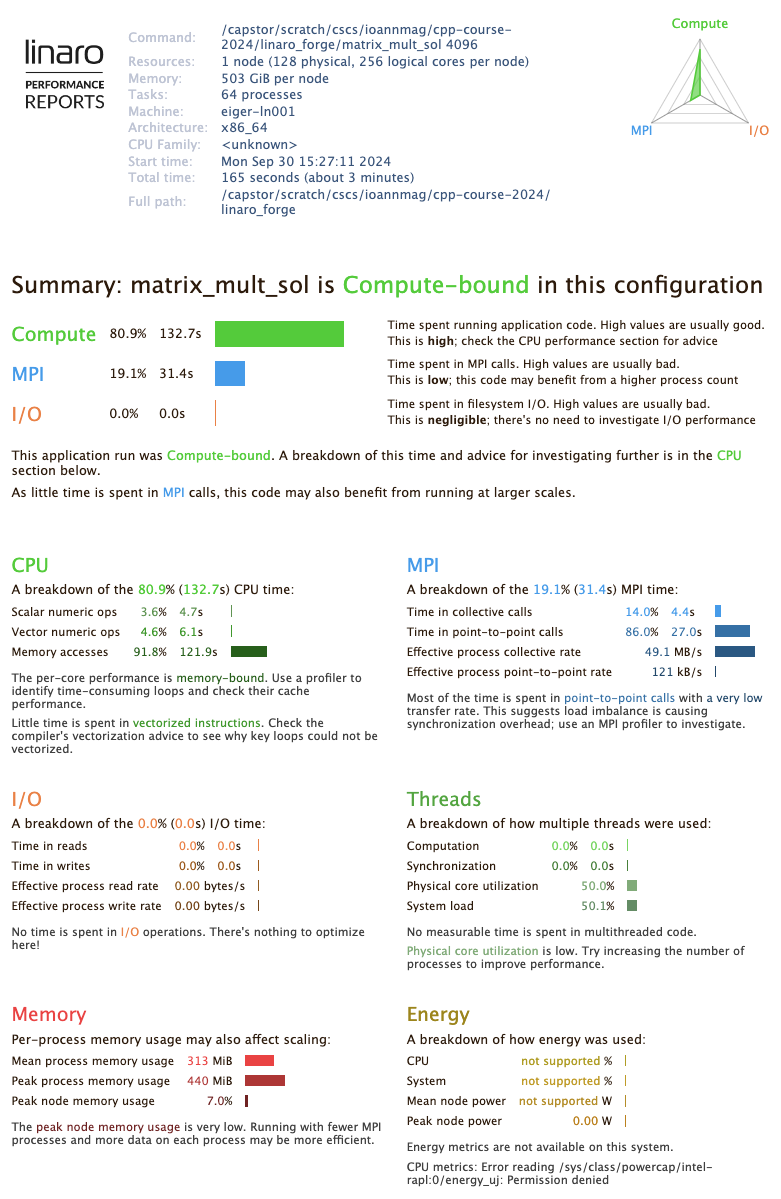 linaro
PERFORMANCE
REPORTS
Command: /capstor/scratch/cscs/ioannmag/cpp-course-
2024/linaro_forge/matrix_mult_sol 4096
Resources: 1 node (128 physical, 256 logical cores per node)
Memory: 503 GiB per node
Tasks: 64 processes
Machine: eiger-ln001
Architecture: x86_64
CPU Family: <unknown>
Start time: Mon Sep 30 15:27:11 2024
Total time: 165 seconds (about 3 minutes)
Full path: /capstor/scratch/cscs/ioannmag/cpp-course-2024/
linaro_forge
Compute
MPI
I/O
Summary: matrix_mult_sol is Compute-bound in this configuration
Compute 80.9% 132.7s
Time spent running application code. High values are usually good.
This is high; check the CPU performance section for advice
MPI 19.1% 31.4s
Time spent in MPI calls. High values are usually bad.
This is low; this code may benefit from a higher process count
I/O 0.0% 0.0s
Time spent in filesystem I/O. High values are usually bad.
This is negligible; there's no need to investigate I/O performance
This application run was Compute-bound. A breakdown of this time and advice for investigating further is in the CPU
section below.
As little time is spent in MPI calls, this code may also benefit from running at larger scales.
CPU
A breakdown of the 80.9% (132.7s) CPU time:
Scalar numeric ops 3.6% 4.7s
Vector numeric ops 4.6% 6.1s
Memory accesses 91.8% 121.9s
The per-core performance is memory-bound. Use a profiler to
identify time-consuming loops and check their cache
performance.
Little time is spent in vectorized instructions. Check the
compiler's vectorization advice to see why key loops could not be
vectorized.
MPI
A breakdown of the 19.1% (31.4s) MPI time:
Time in collective calls 14.0% 4.4s
Time in point-to-point calls 86.0% 27.0s
Effective process collective rate 49.1 MB/s
Effective process point-to-point rate 121 kB/s
Most of the time is spent in point-to-point calls with a very low
transfer rate. This suggests load imbalance is causing
synchronization overhead; use an MPI profiler to investigate.
I/O
A breakdown of the 0.0% (0.0s) I/O time:
Time in reads 0.0% 0.0s
Time in writes 0.0% 0.0s
Effective process read rate 0.00 bytes/s
Effective process write rate 0.00 bytes/s
No time is spent in I/O operations. There's nothing to optimize
here!
Threads
A breakdown of how multiple threads were used:
Computation 0.0% 0.0s
Synchronization 0.0% 0.0s
Physical core utilization 50.0%
System load 50.1%
No measurable time is spent in multithreaded code.
Physical core utilization is low. Try increasing the number of
processes to improve performance.
Memory
Per-process memory usage may also affect scaling:
Mean process memory usage 313 MiB
Peak process memory usage 440 MiB
Peak node memory usage 7.0%
The peak node memory usage is very low. Running with fewer MPI
processes and more data on each process may be more efficient.
Energy
A breakdown of how energy was used:
CPU not supported %
System not supported %
Mean node power not supported W
Peak node power 0.00 W
Energy metrics are not available on this system.
CPU metrics: Error reading /sys/class/powercap/intel-
rapl:0/energy_uj: Permission denied